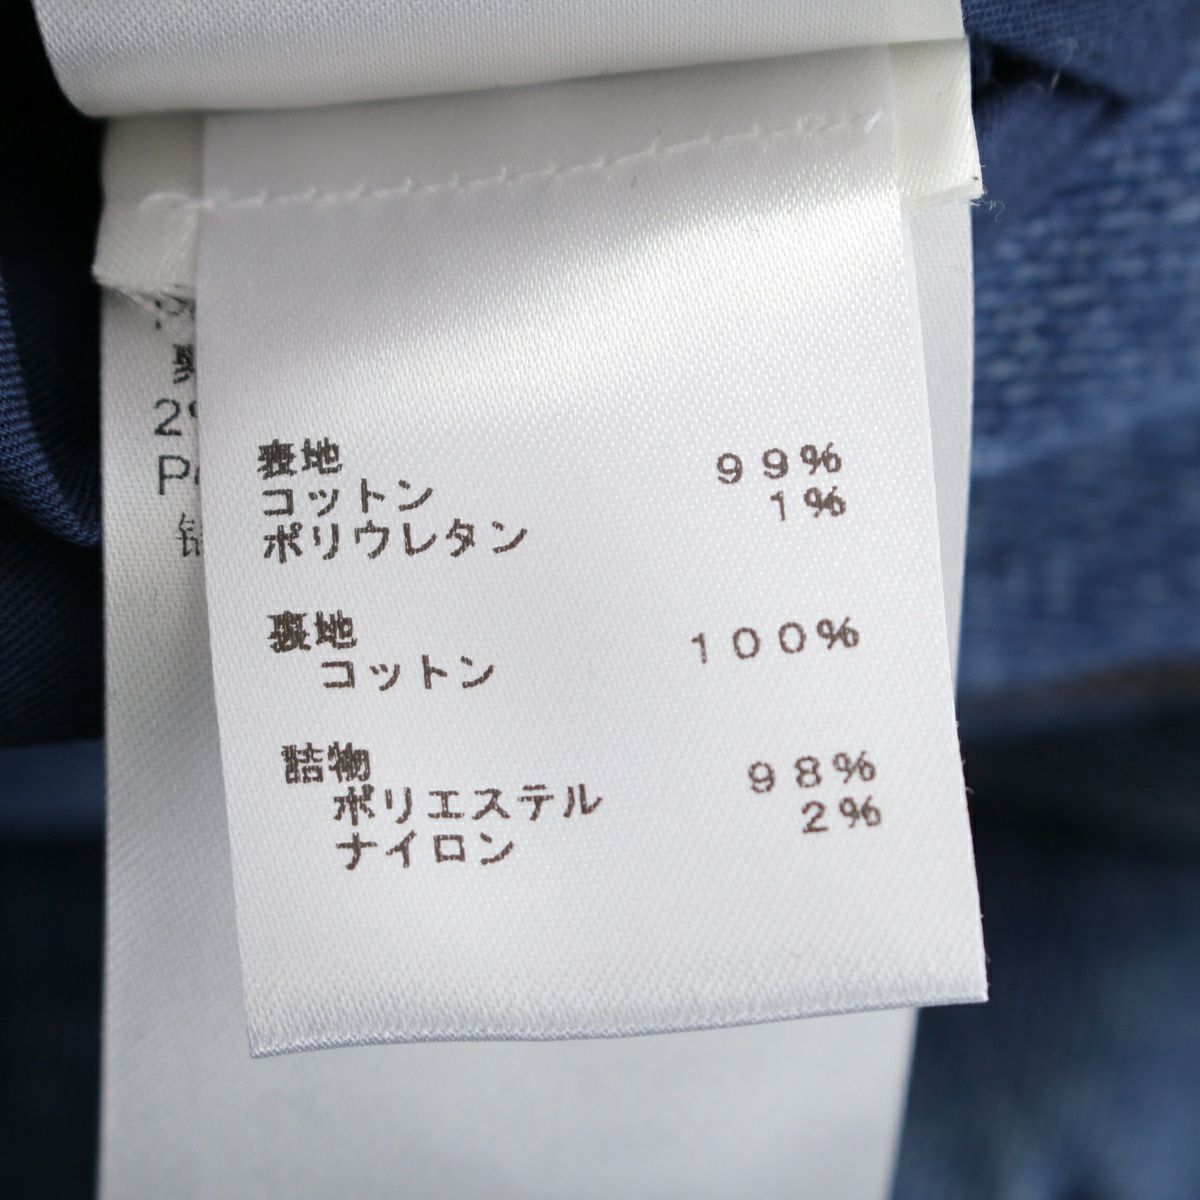 表地
コットン 99%
ポリウレタン 1%
裏地
コットン 100%
詰物
ポリエステル 98%
ナイロン 2%